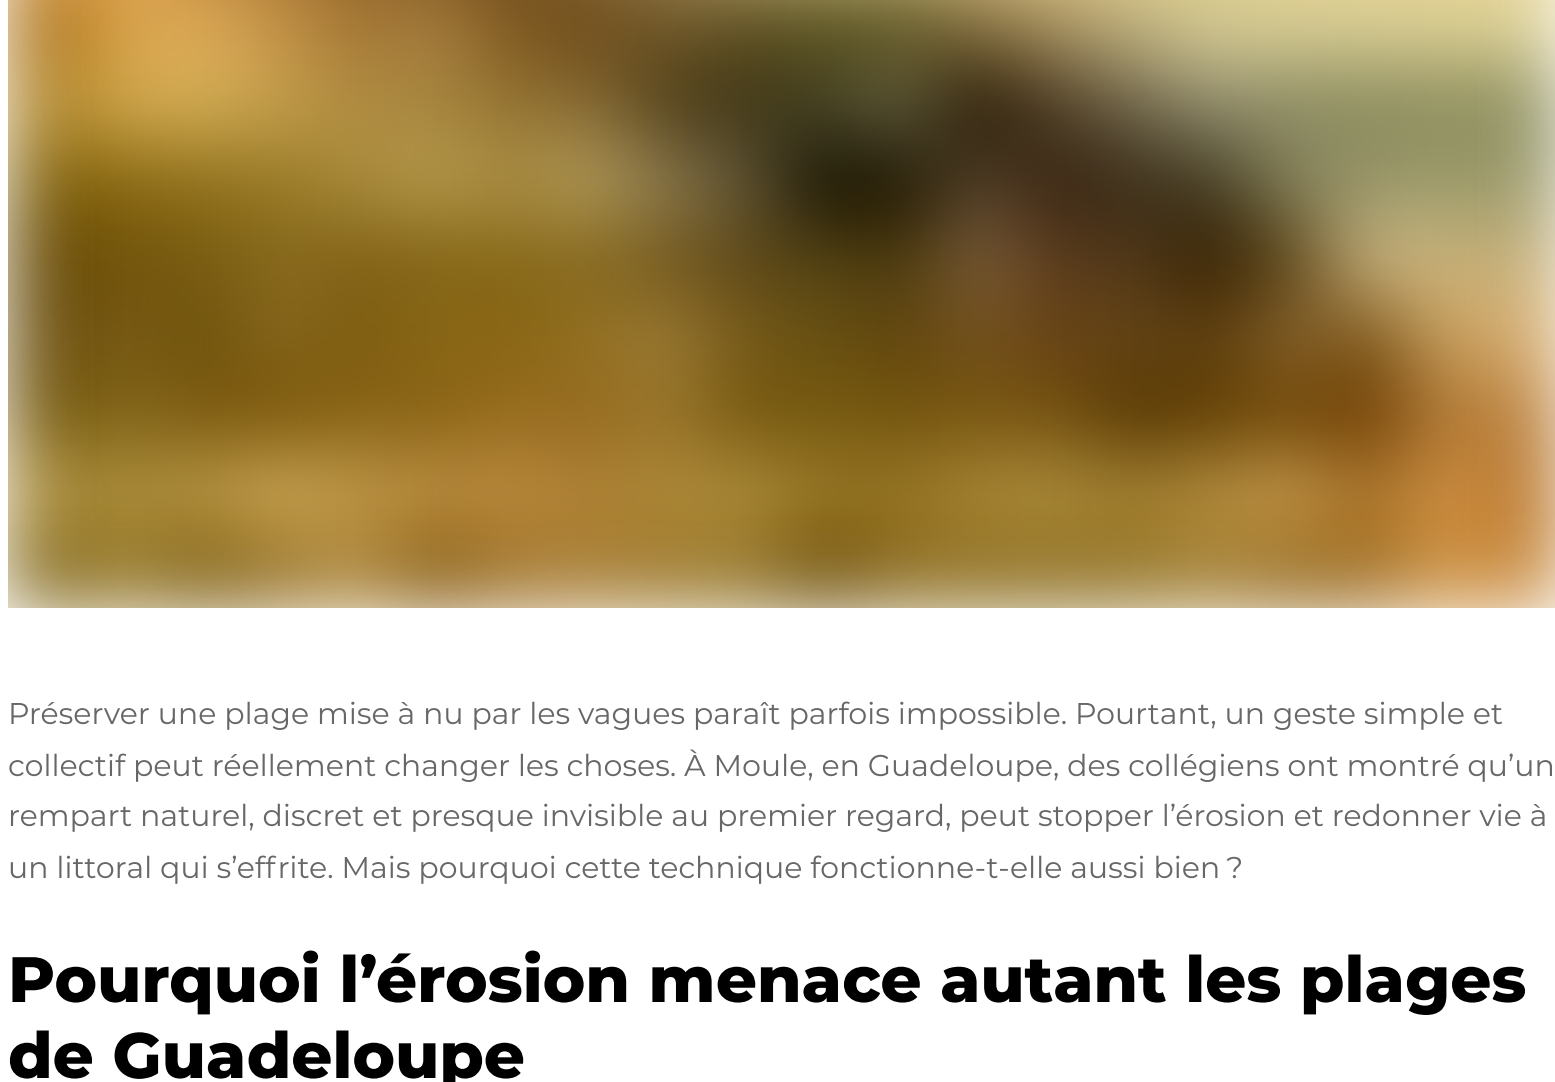 Préserver une plage mise à nu par les vagues paraît parfois impossible. Pourtant, un geste simple et
collectif peut réellement changer les choses. À Moule, en Guadeloupe, des collégiens ont montré qu’un
rempart naturel, discret et presque invisible au premier regard, peut stopper l’érosion et redonner vie à
un littoral qui s’effrite. Mais pourquoi cette technique fonctionne-t-elle aussi bien ?
Pourquoi l’érosion menace autant les plages
de Guadeloupe